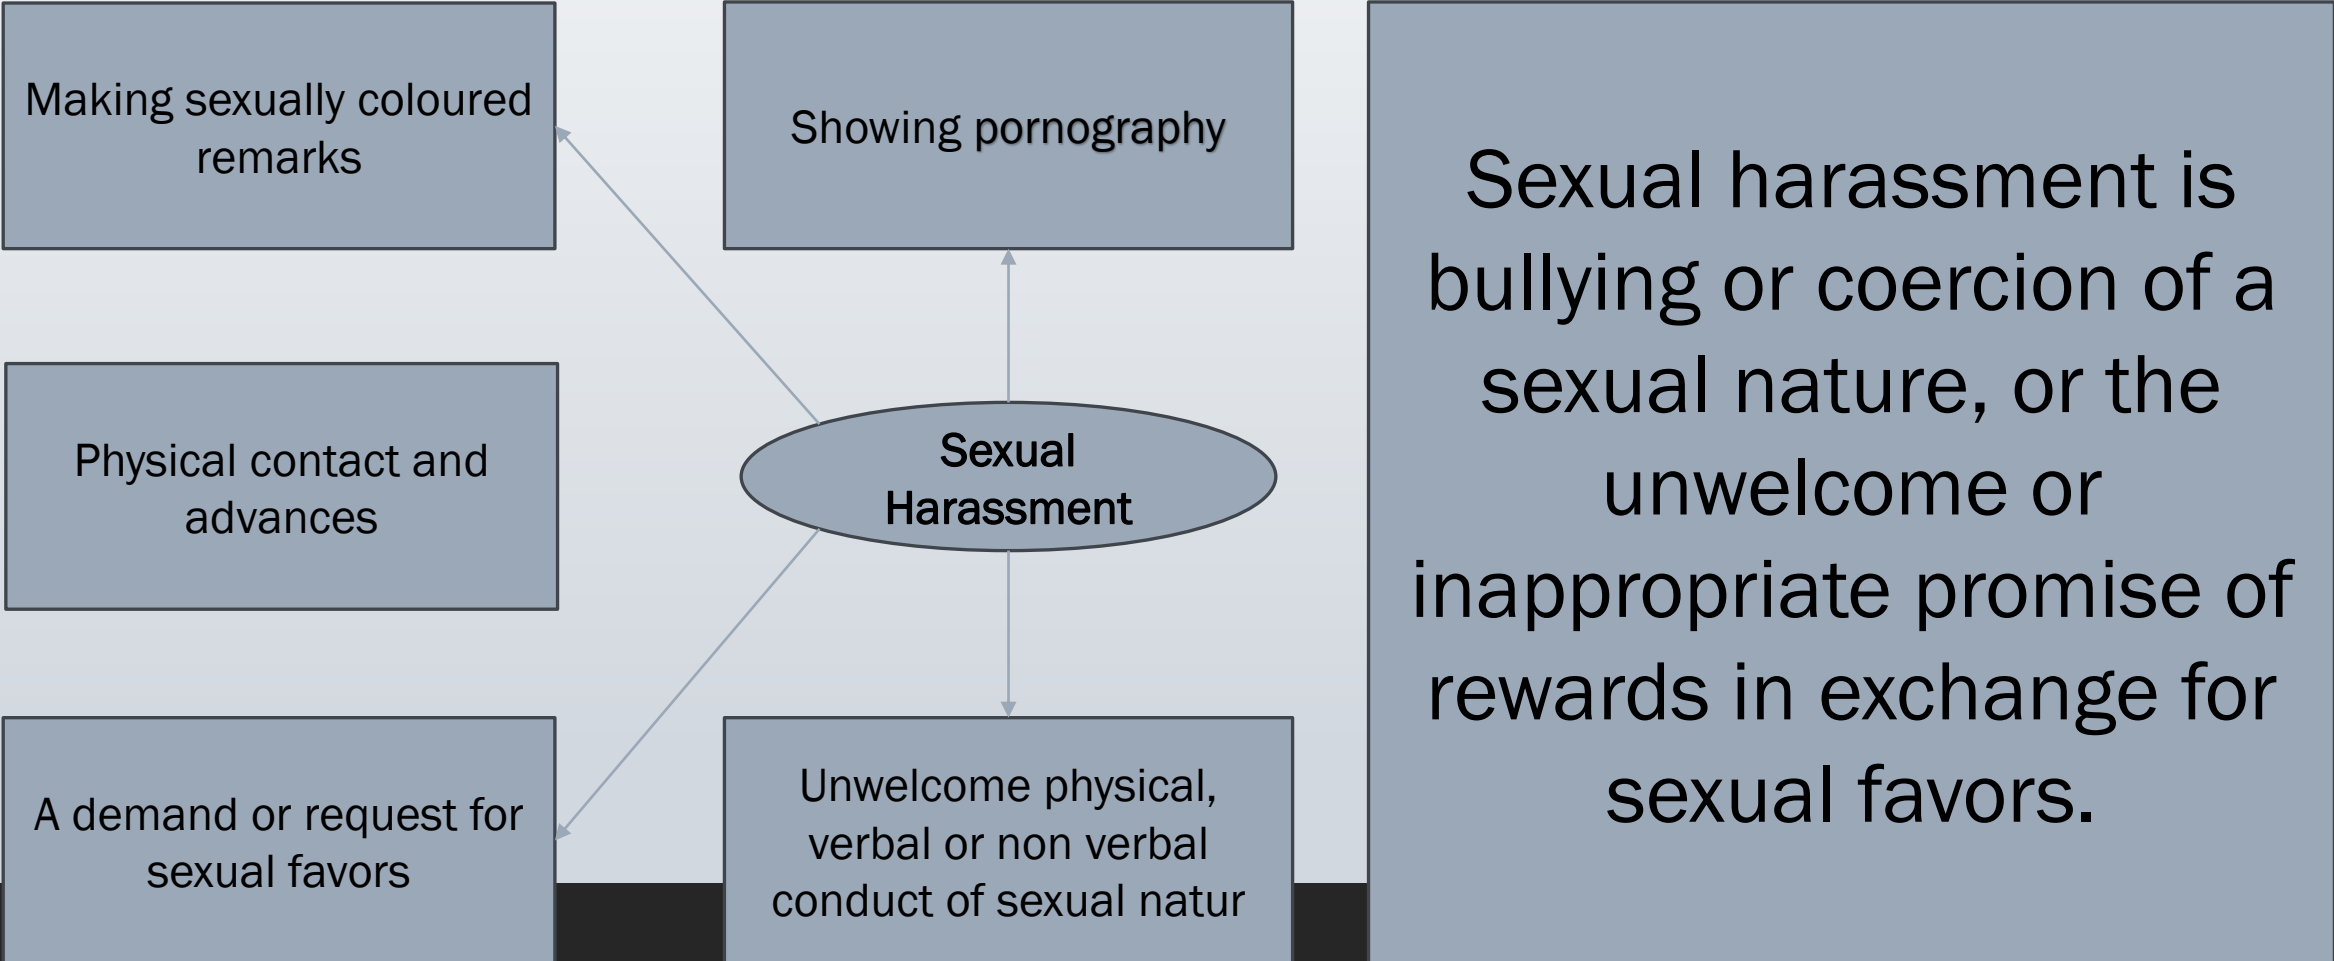 Making sexually coloured
remarks
Showing pornography
Physical contact and
advances
Sexual
Harassment
A demand or request for
sexual favors
Unwelcome physical,
verbal or non verbal
conduct of sexual natur
Sexual harassment is
bullying or coercion of a
sexual nature, or the
unwelcome or
inappropriate promise of
rewards in exchange for
sexual favors.